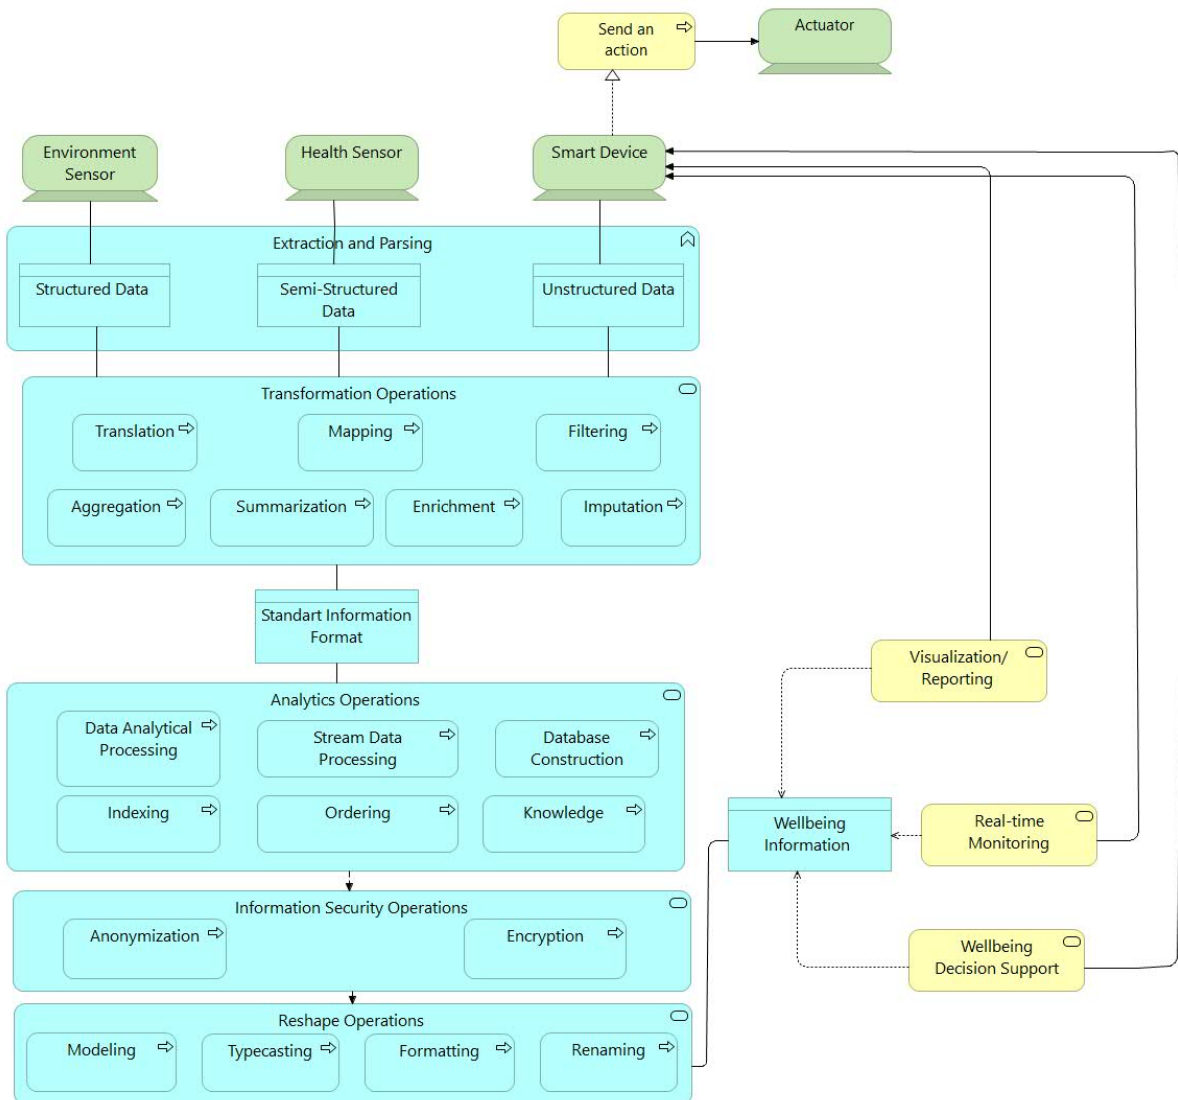 Send an
action
Actuator
Environment
Sensor
Health Sensor
Smart Device
Extraction and Parsing
Structured Data
Semi-Structured
Data
Unstructured Data
Transformation Operations
Translation
Mapping
Filtering
Aggregation
Summarization
Enrichment
Imputation
Standart Information
Format
Visualization/
Reporting
Analytics Operations
Data Analytical
Processing
Stream Data
Processing
Database
Construction
Indexing
Ordering
Knowledge
Wellbeing
Information
Real-time
Monitoring
Information Security Operations
Anonymization
Encryption
Wellbeing
Decision Support
Reshape Operations
Modeling
Typecasting
Formatting
Renaming